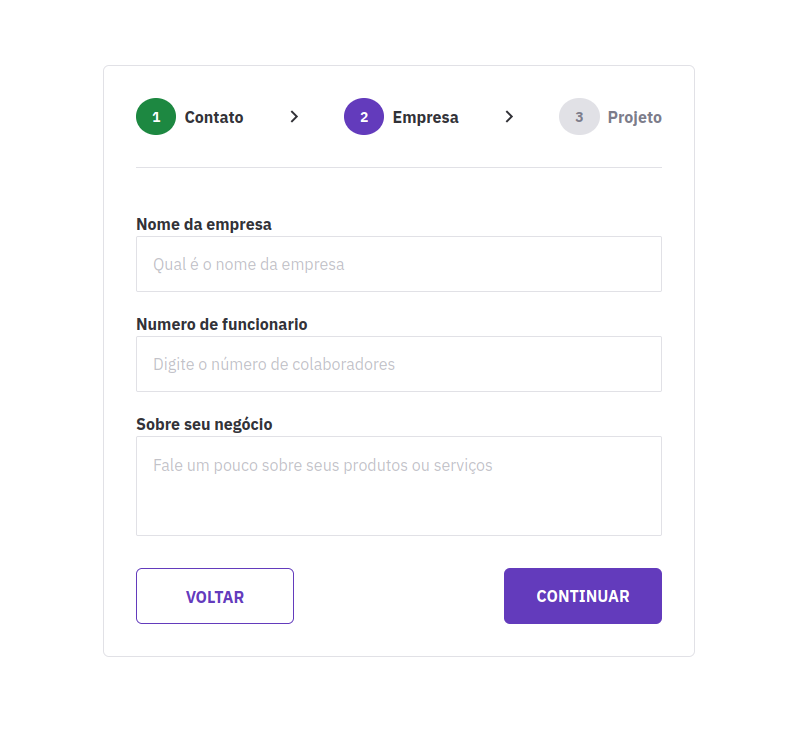 1 Contato 2 Empresa 3 Projeto
Nome da empresa
Qual é o nome da empresa
Numero de funcionario
Digite o número de colaboradores
Sobre seu negócio
Fale um pouco sobre seus produtos ou serviços
VOLTAR CONTINUAR